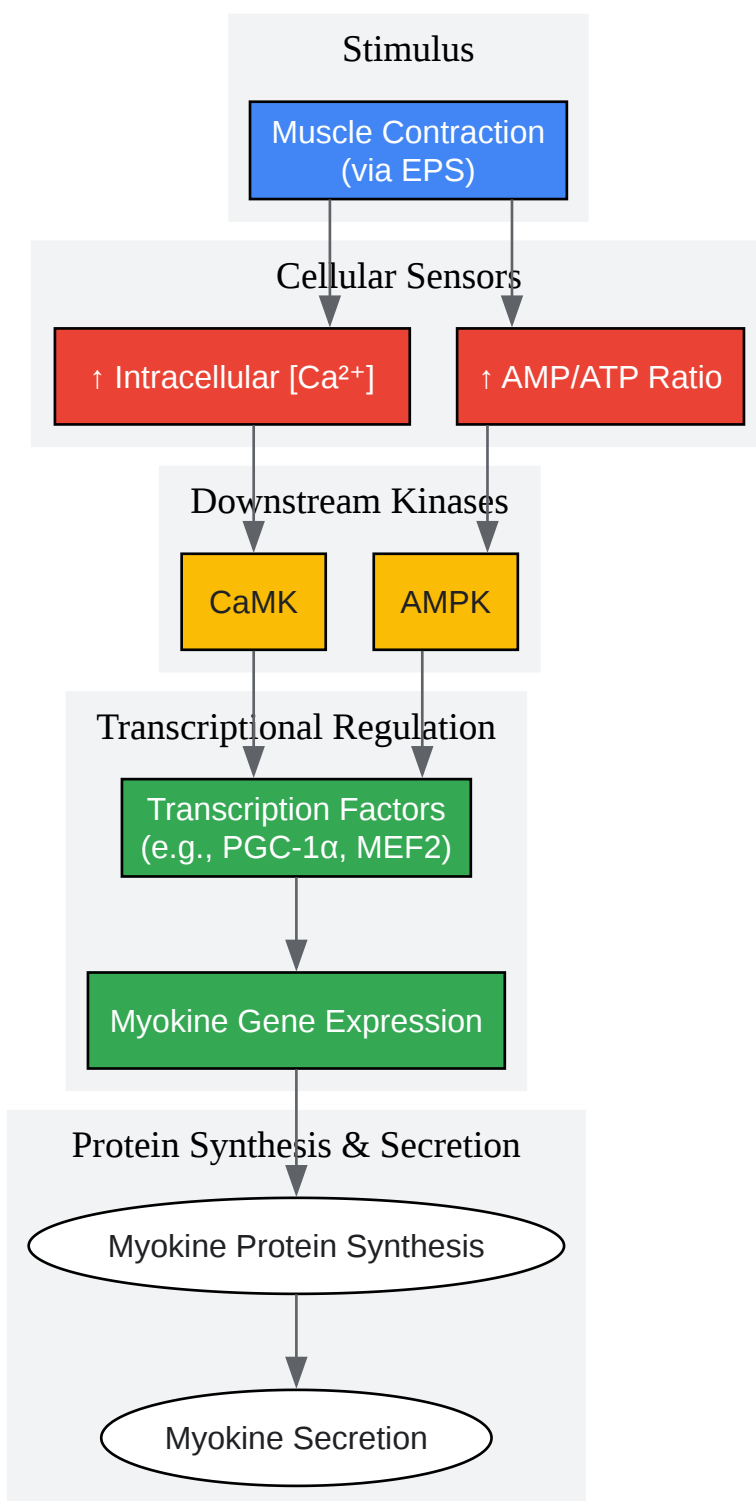 Stimulus
Muscle Contraction
(via EPS)
Cellular Sensors
↑ Intracellular [Ca²⁺]
↑ AMP/ATP Ratio
Downstream Kinases
CaMK
AMPK
Transcriptional Regulation
Transcription Factors
(e.g., PGC-1α, MEF2)
Myokine Gene Expression
Protein Synthesis & Secretion
Myokine Protein Synthesis
Myokine Secretion